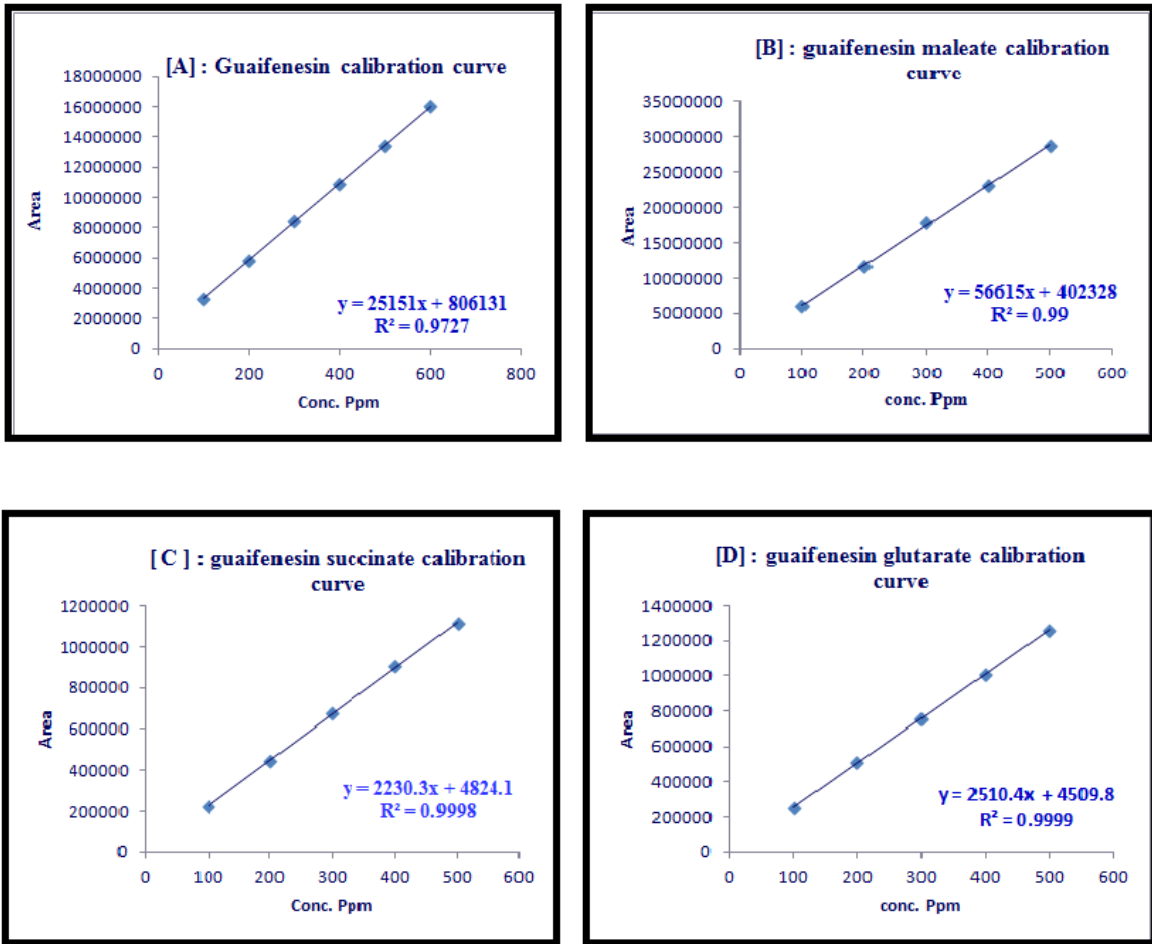 [A] : Guaifenesin calibration curve
18000000
16000000
14000000
12000000
10000000
8000000
6000000
4000000
2000000
0
Area
y = 25151x + 806131
R² = 0.9727
0 200 400 600 800
Conc. Ppm
[B] : guaifenesin maleate calibration
curve
35000000
30000000
25000000
20000000
15000000
10000000
5000000
0
Area
y = 56615x + 402328
R² = 0.99
0 100 200 300 400 500 600
conc. Ppm
[ C ] : guaifenesin succinate calibration
curve
1200000
1000000
800000
600000
400000
200000
0
Area
y = 2230.3x + 4824.1
R² = 0.9998
0 100 200 300 400 500 600
Conc. Ppm
[D] : guaifenesin glutarate calibration
curve
1400000
1200000
1000000
800000
600000
400000
200000
0
Area
y = 2510.4x + 4509.8
R² = 0.9999
0 100 200 300 400 500 600
conc. Ppm